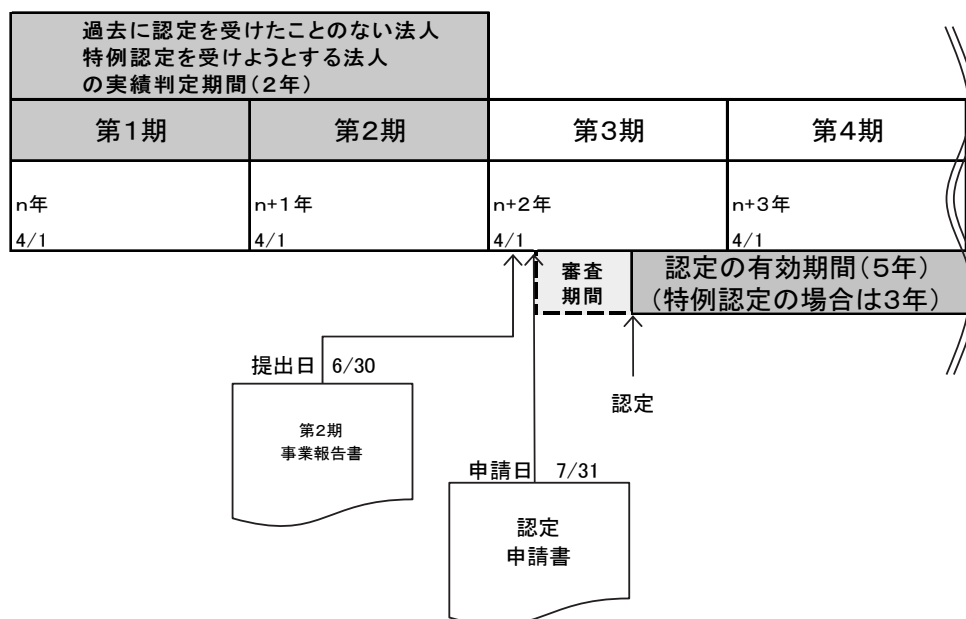 過去に認定を受けたことのない法人
特例認定を受けようとする法人
の実績判定期間(2年)
第1期
第2期
第3期
第4期
n年
4/1
n+1年
4/1
n+2年
4/1
n+3年
4/1
審査
期間
認定の有効期間(5年)
(特例認定の場合は3年)
提出日 6/30
認定
第2期
事業報告書
申請日 7/31
認定
申請書